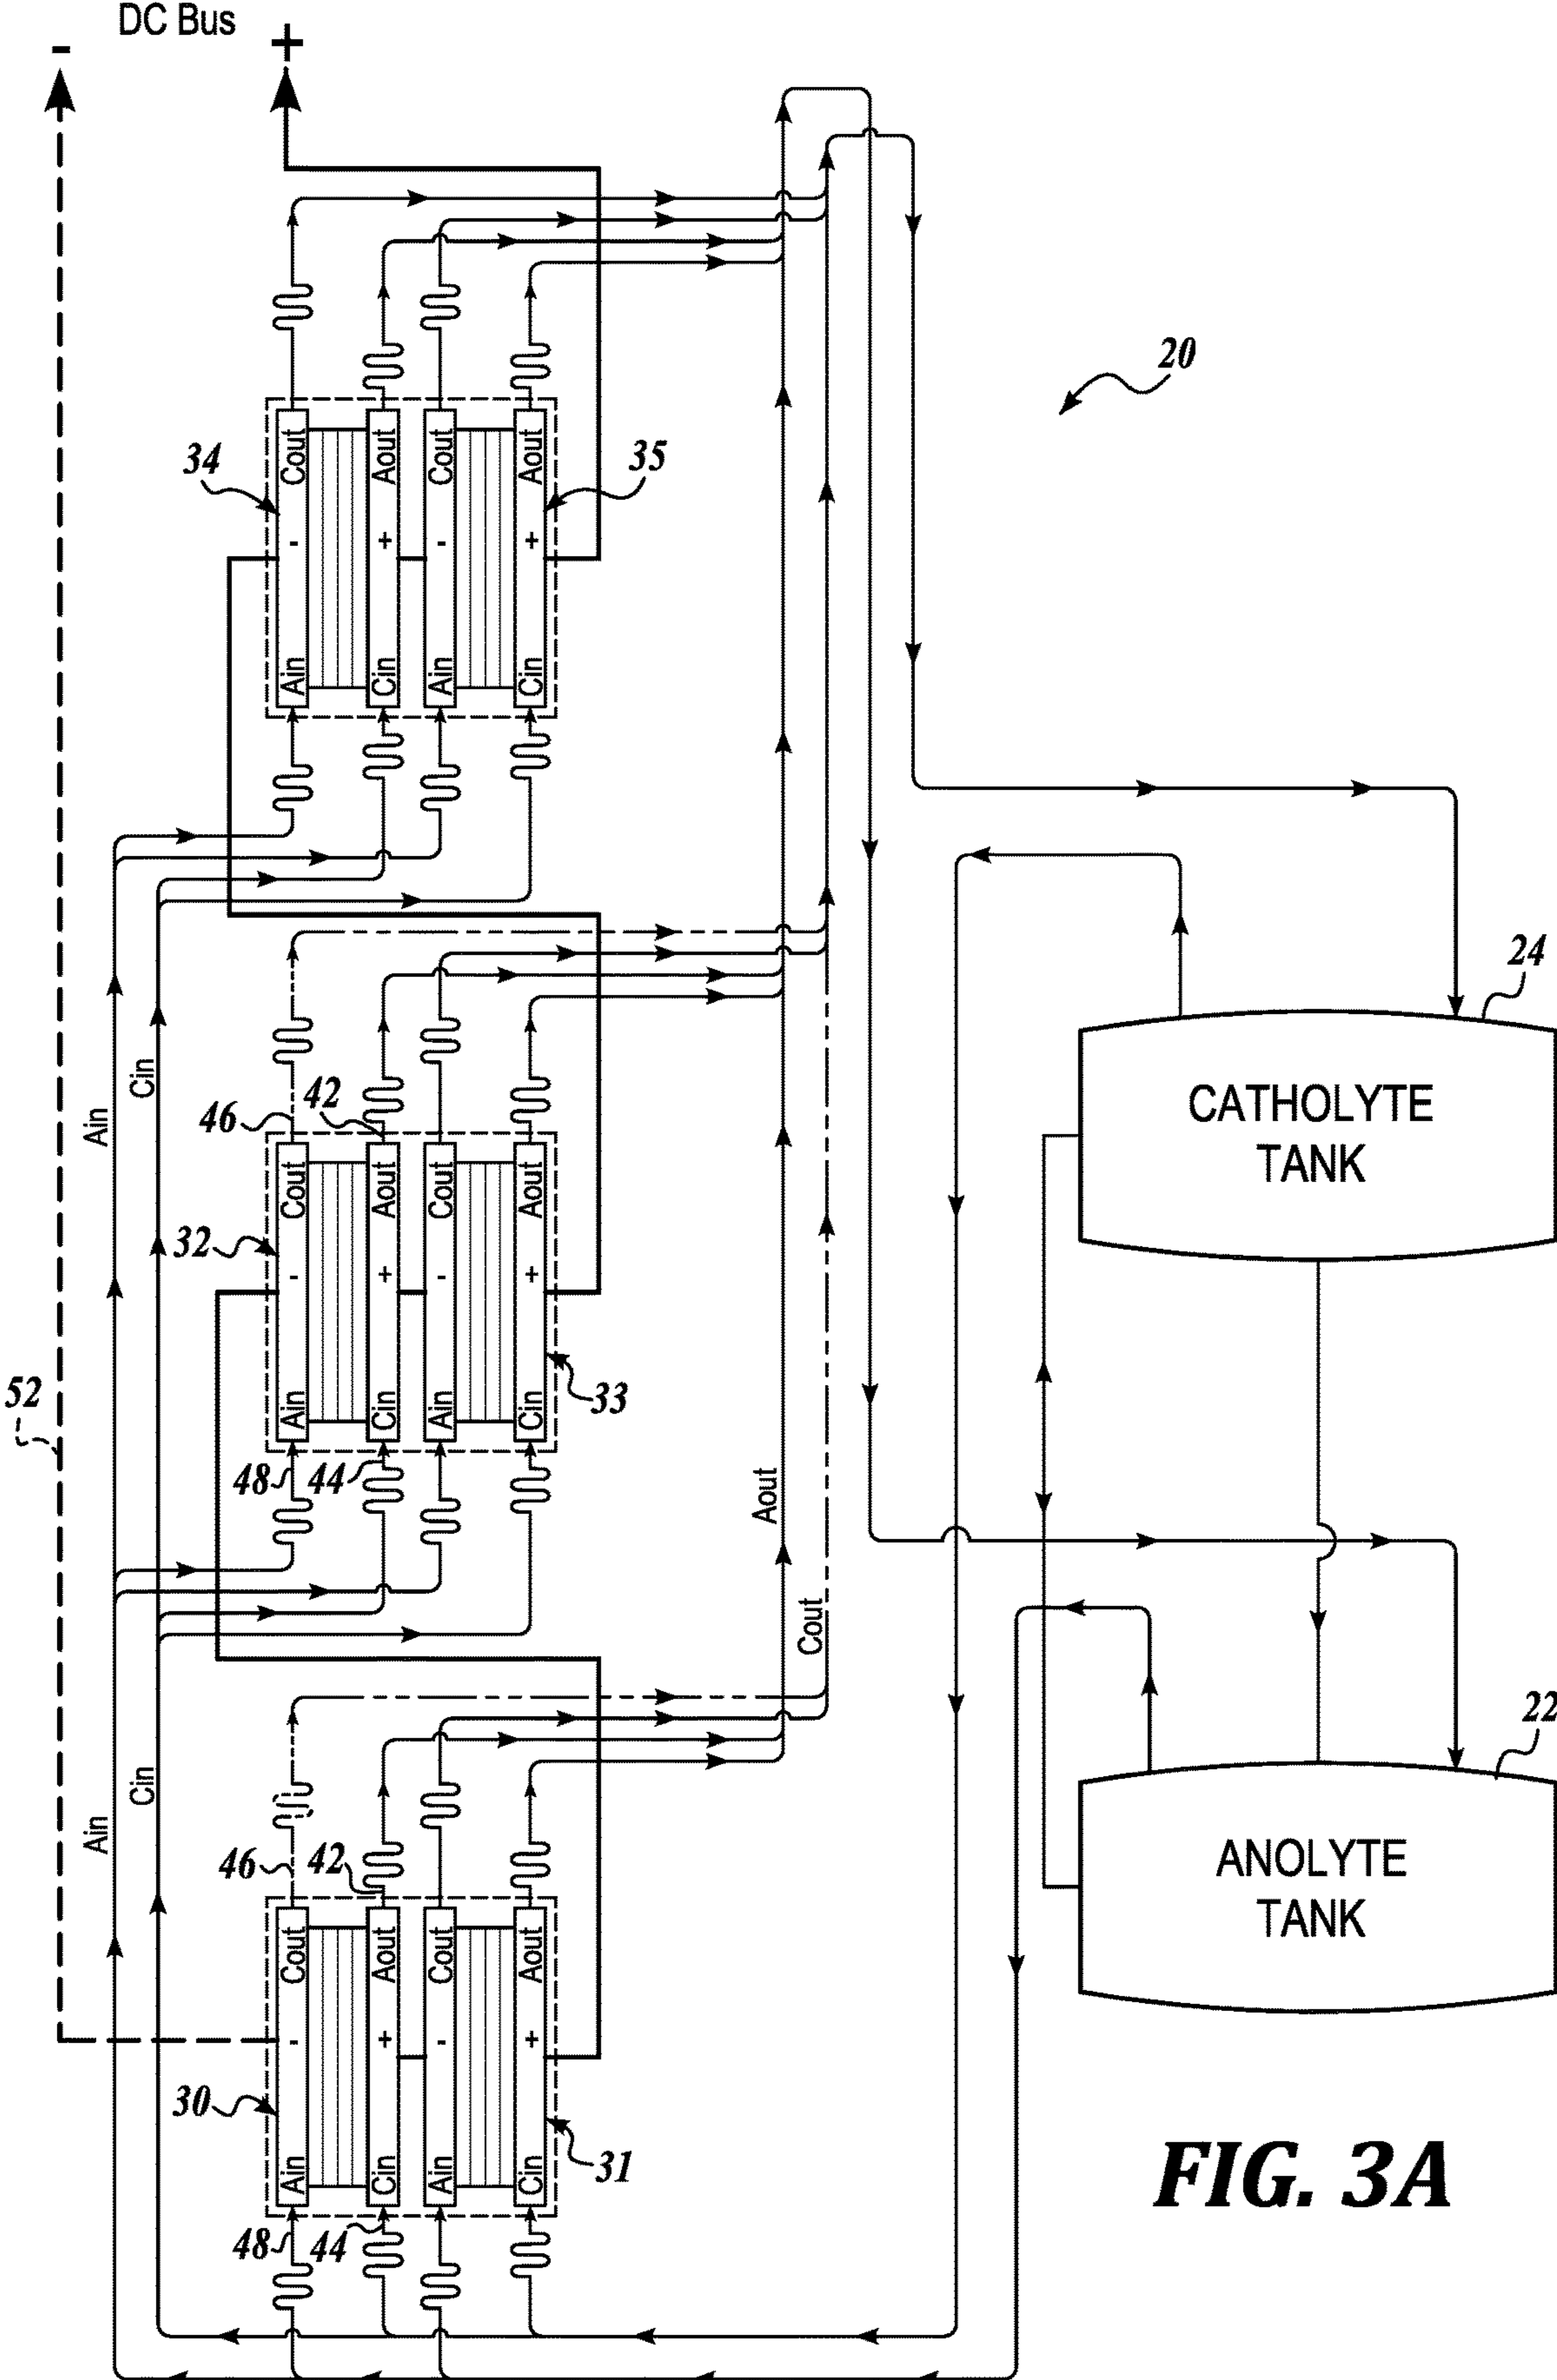 DC Bus
- +
20
34
Cout Aout Cout Aout
35
- + - +
Ain Cin Ain Cin
24
CATHOLYTE
TANK
Ain
Cin
46
42
Cout Aout Cout Aout
32
- + - +
33
Ain Cin Ain Cin
52
48
44
Aout
Cout
22
ANOLYTE
TANK
Ain
Cin
46
42
Cout Aout Cout Aout
- + - +
30
31
Ain Cin Ain Cin
48
44
FIG. 3A